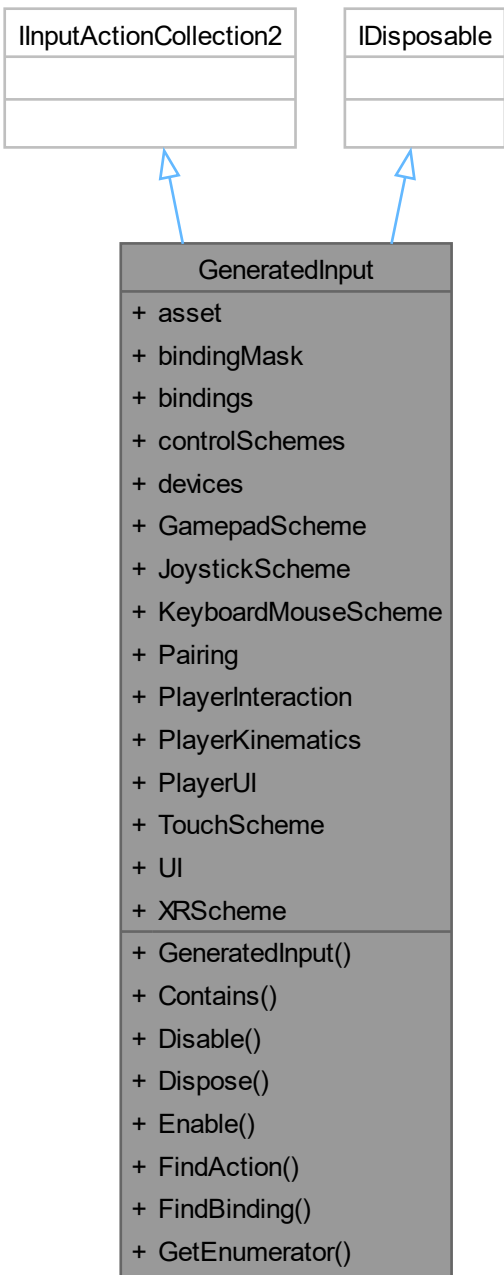 IInputActionCollection2
IDisposable
GeneratedInput
+ asset
+ bindingMask
+ bindings
+ controlSchemes
+ devices
+ GamepadScheme
+ JoystickScheme
+ KeyboardMouseScheme
+ Pairing
+ PlayerInteraction
+ PlayerKinematics
+ PlayerUI
+ TouchScheme
+ UI
+ XRScheme
+ GeneratedInput()
+ Contains()
+ Disable()
+ Dispose()
+ Enable()
+ FindAction()
+ FindBinding()
+ GetEnumerator()